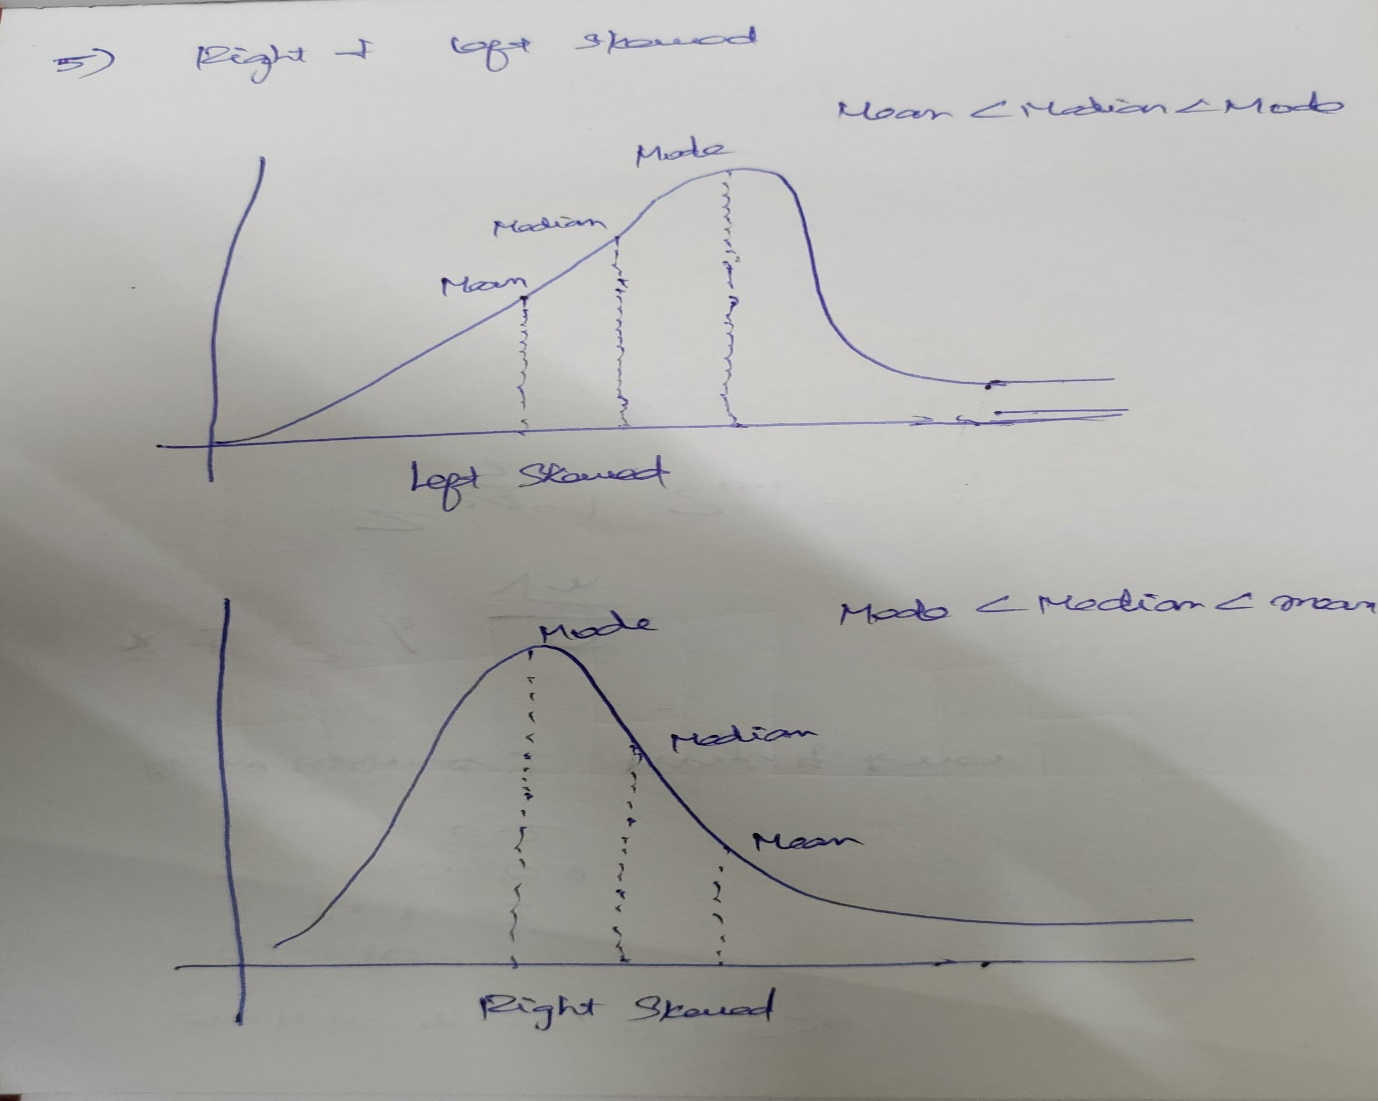 5) Right & Left Skewed
Mean < Median < Mode
Mode
Median
Mean
Left Skewed
Mode < Median < mean
Mode
Median
Mean
Right Skewed